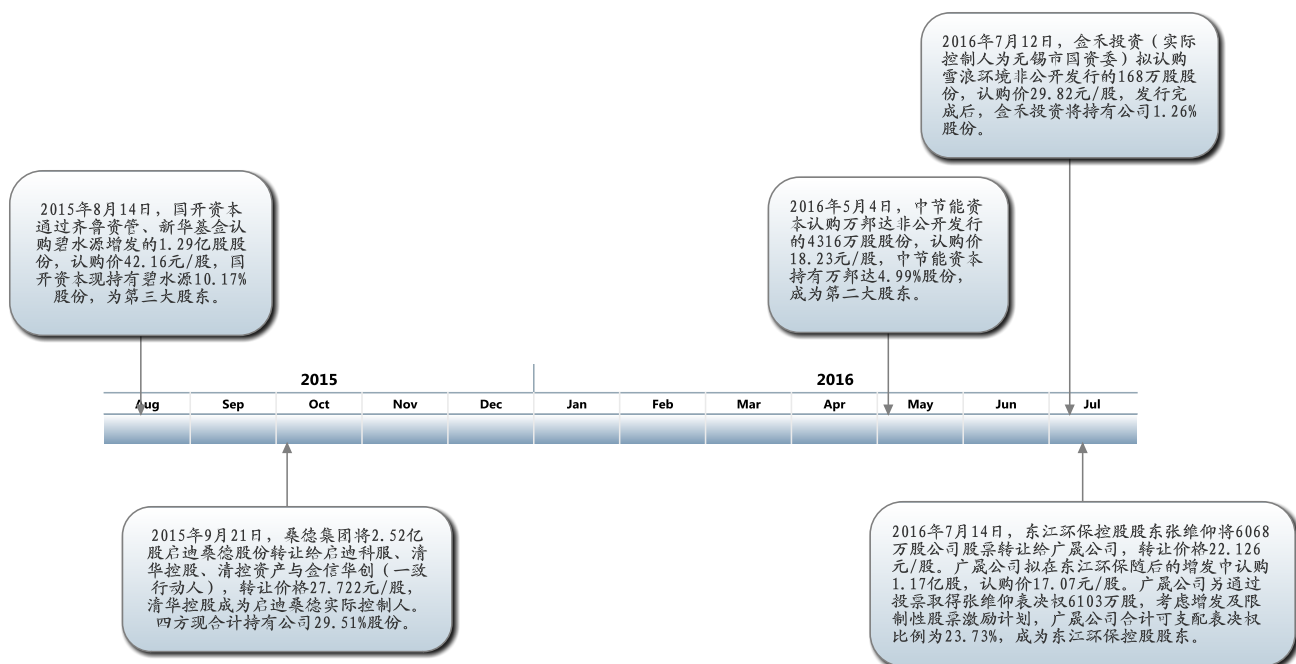 2016年7月12日，金禾投资（实际
控制人为无锡市国资委）拟认购
雪浪环境非公开发行的168万股股
份，认购价29.82元/股，发行完
成后，金禾投资将持有公司1.26%
股份。
2015年8月14日，国开资本
通过齐鲁资管、新华基金认
购碧水源增发的1.29亿股股
份，认购价42.16元/股，国
开资本现持有碧水源10.17%
股份，为第三大股东。
2016年5月4日，中节能资
本认购万邦达非公开发行
的4316万股股份，认购价
18.23元/股，中节能资本
持有万邦达4.99%股份，
成为第二大股东。
2015 2016
Aug Sep Oct Nov Dec Jan Feb Mar Apr May Jun Jul
2015年9月21日，桑德集团将2.52亿
股启迪桑德股份转让给启迪科服、清
华控股、清控资产与金信华创（一致
行动人），转让价格27.722元/股，
清华控股成为启迪桑德实际控制人。
四方现合计持有公司29.51%股份。
2016年7月14日，东江环保控股股东张维仰将6068
万股公司股票转让给广晟公司，转让价格22.126
元/股。广晟公司拟在东江环保随后的增发中认购
1.17亿股，认购价17.07元/股。广晟公司另通过
投票取得张维仰表决权6103万股，考虑增发及限
制性股票激励计划，广晟公司合计可支配表决权
比例为23.73%，成为东江环保控股股东。